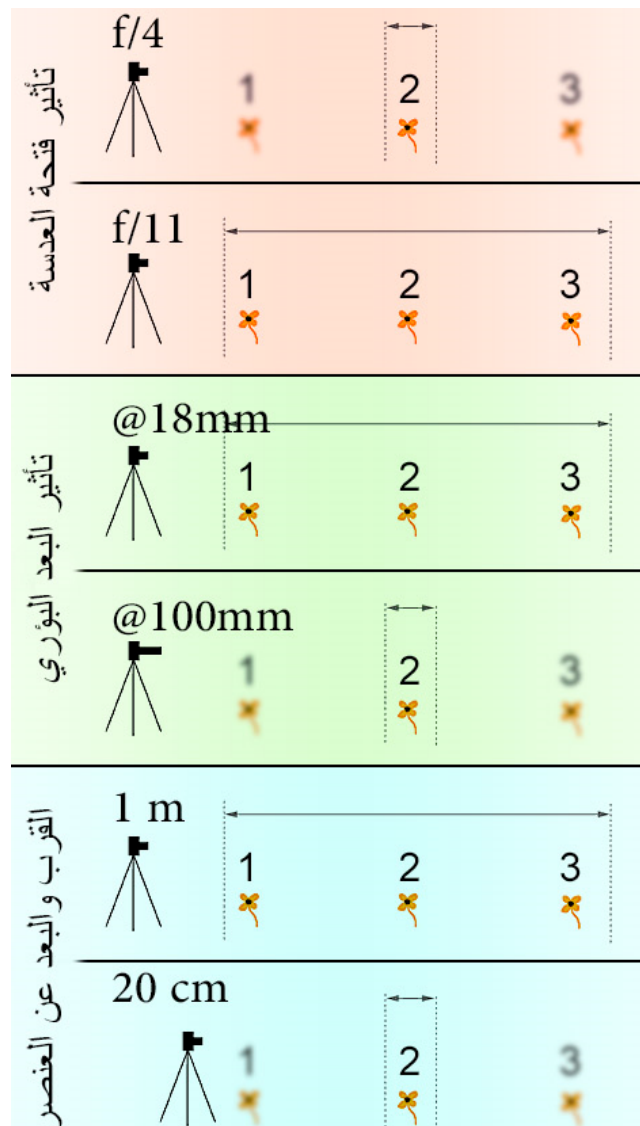 تأثير فتحة العدسة
f/4
1 2 3
f/11
1 2 3
تأثير البعد البؤري
@18mm
1 2 3
@100mm
1 2 3
القرب والبعد عن العنصر
1 m
1 2 3
20 cm
1 2 3